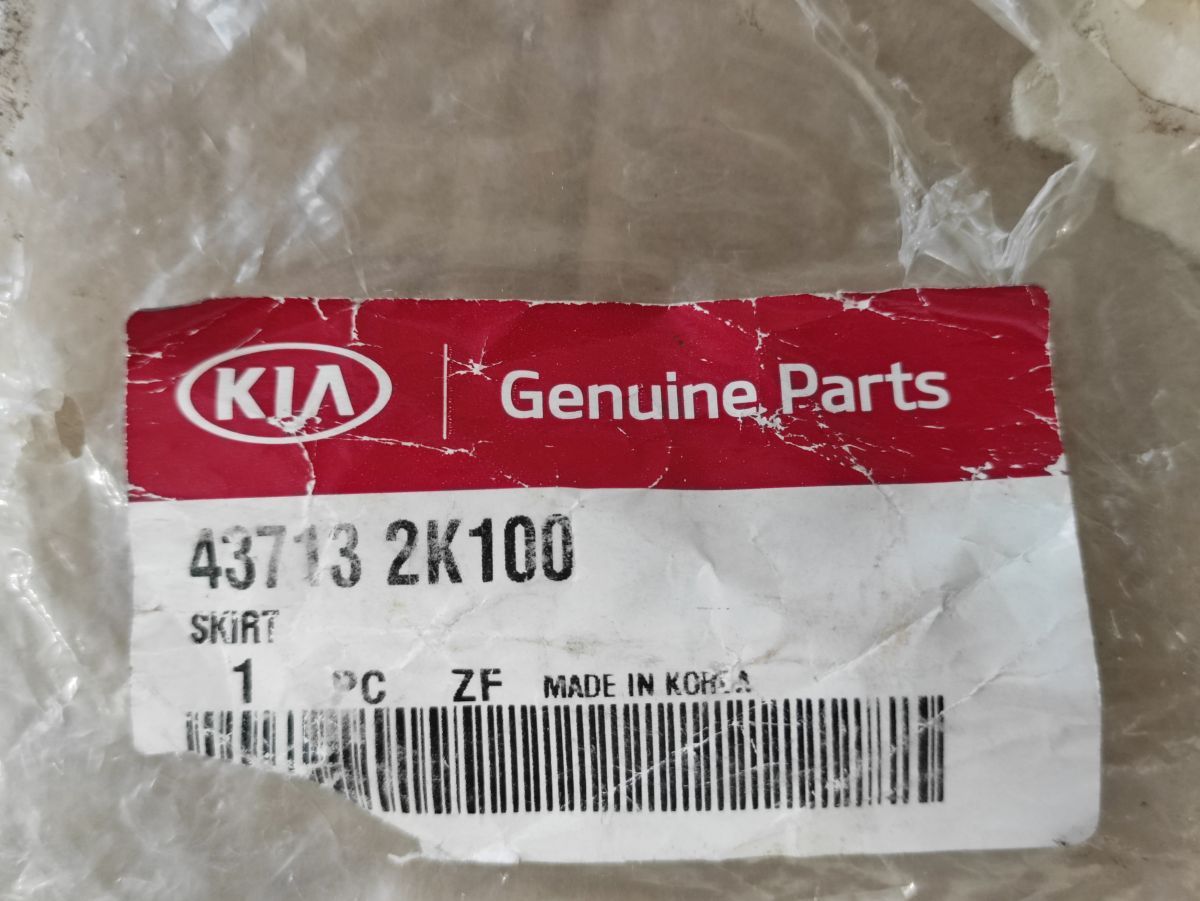 KIA Genuine Parts
43713 2K100
SKIRT
1 PC ZF MADE IN KOREA